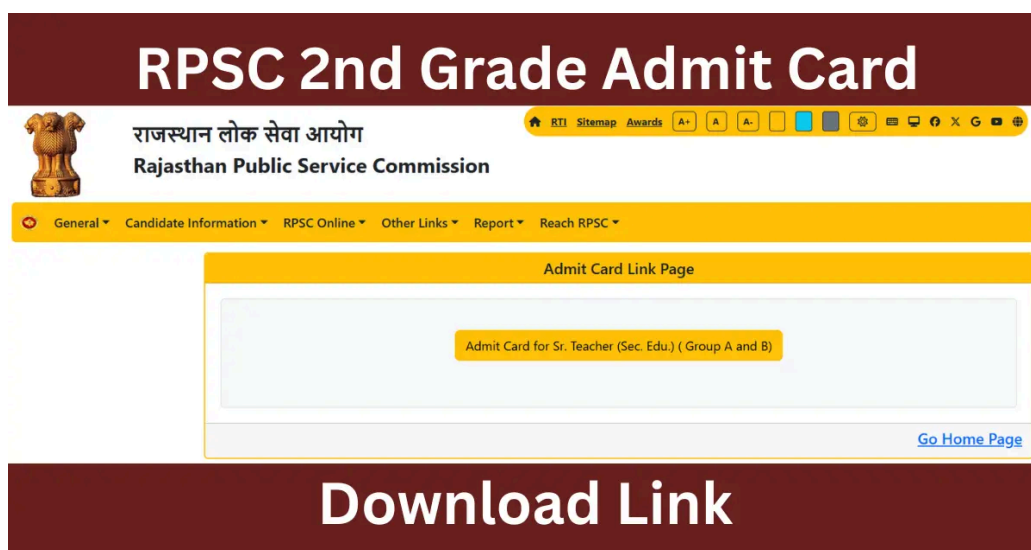 RPSC 2nd Grade Admit Card
RTI Sitemap Awards A+ A A-
राजस्थान लोक सेवा आयोग
Rajasthan Public Service Commission
General Candidate Information RPSC Online Other Links Report Reach RPSC
Admit Card Link Page
Admit Card for Sr. Teacher (Sec. Edu.) ( Group A and B)
Go Home Page
Download Link